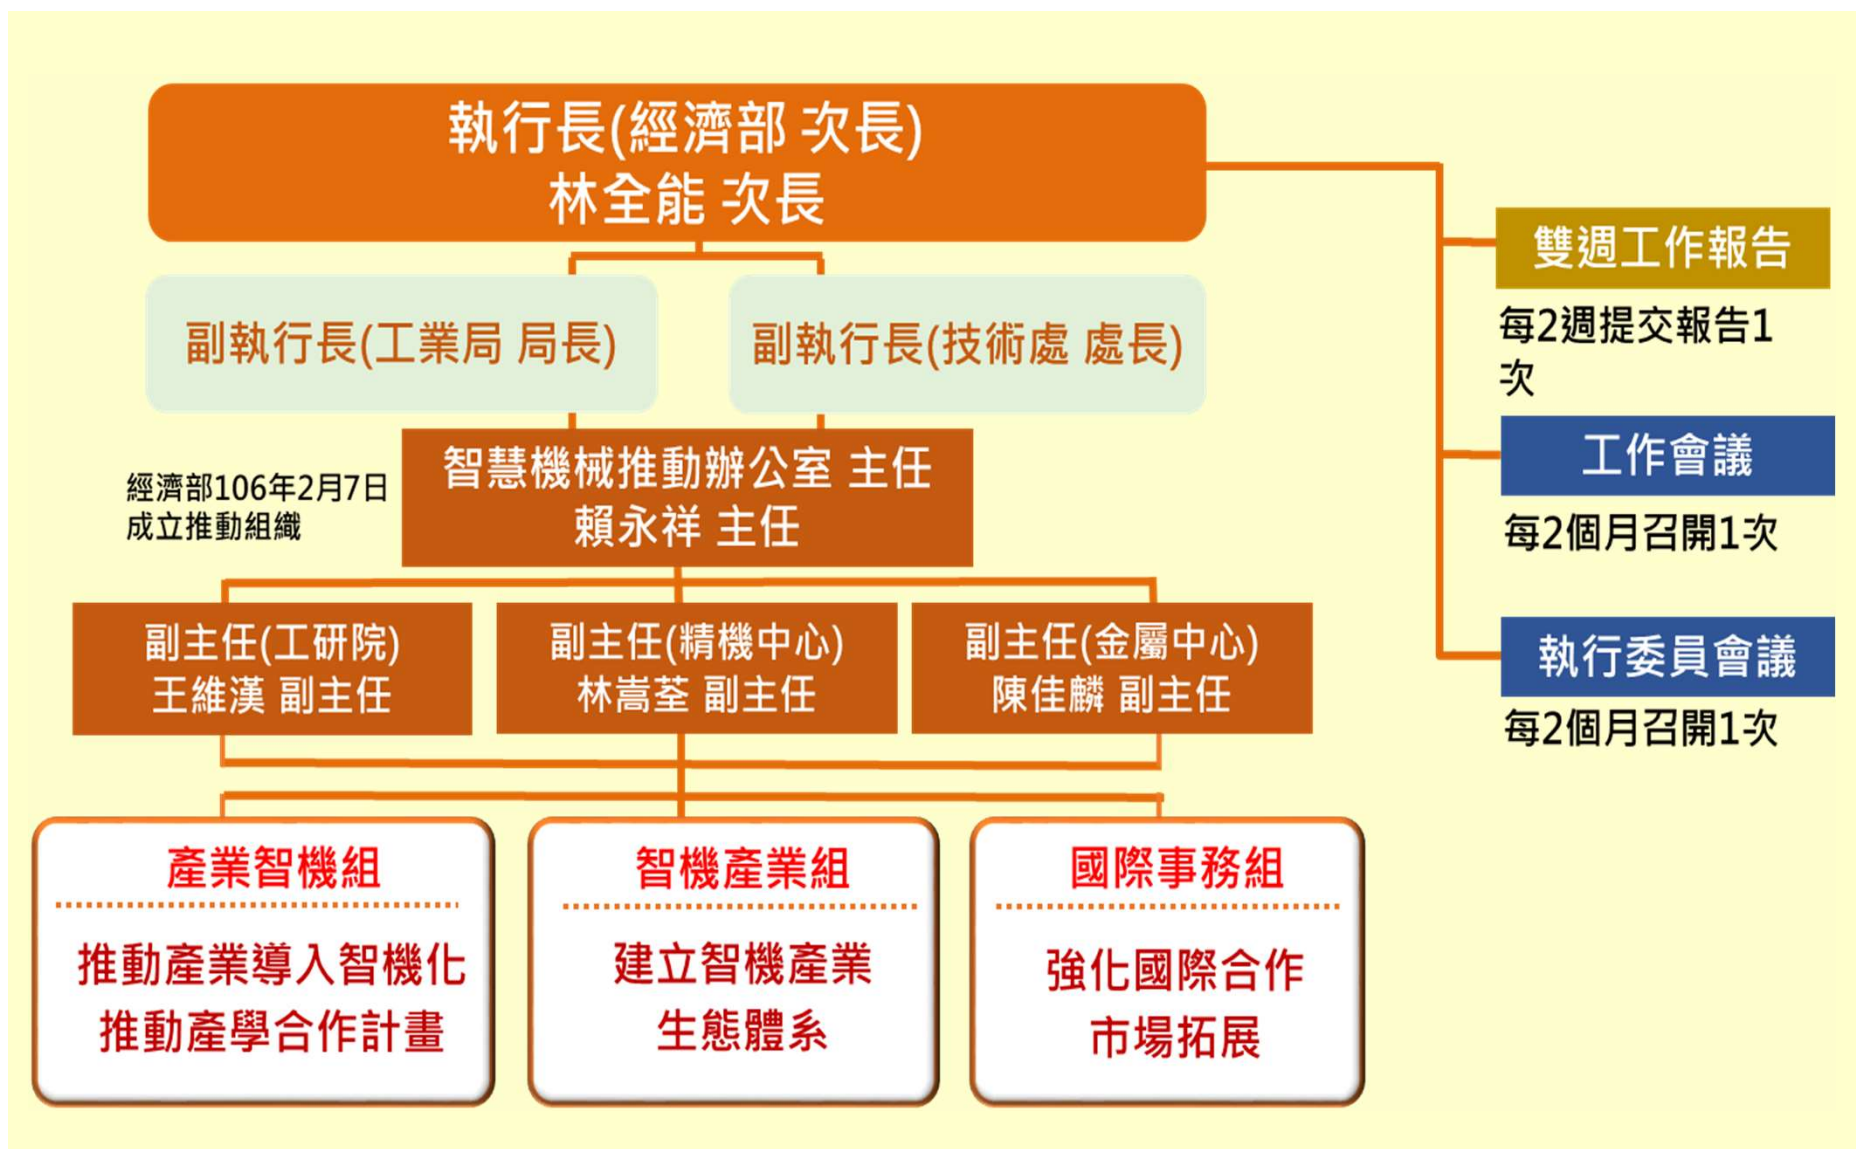 執行長(經濟部 次長)
林全能 次長
副執行長(工業局 局長)
副執行長(技術處 處長)
經濟部106年2月7日
成立推動組織
智慧機械推動辦公室 主任
賴永祥 主任
副主任(工研院)
王維漢 副主任
副主任(精機中心)
林嵩荃 副主任
副主任(金屬中心)
陳佳麟 副主任
產業智機組
推動產業導入智機化
推動產學合作計畫
智機產業組
建立智機產業
生態體系
國際事務組
強化國際合作
市場拓展
雙週工作報告
每2週提交報告1
次
工作會議
每2個月召開1次
執行委員會議
每2個月召開1次